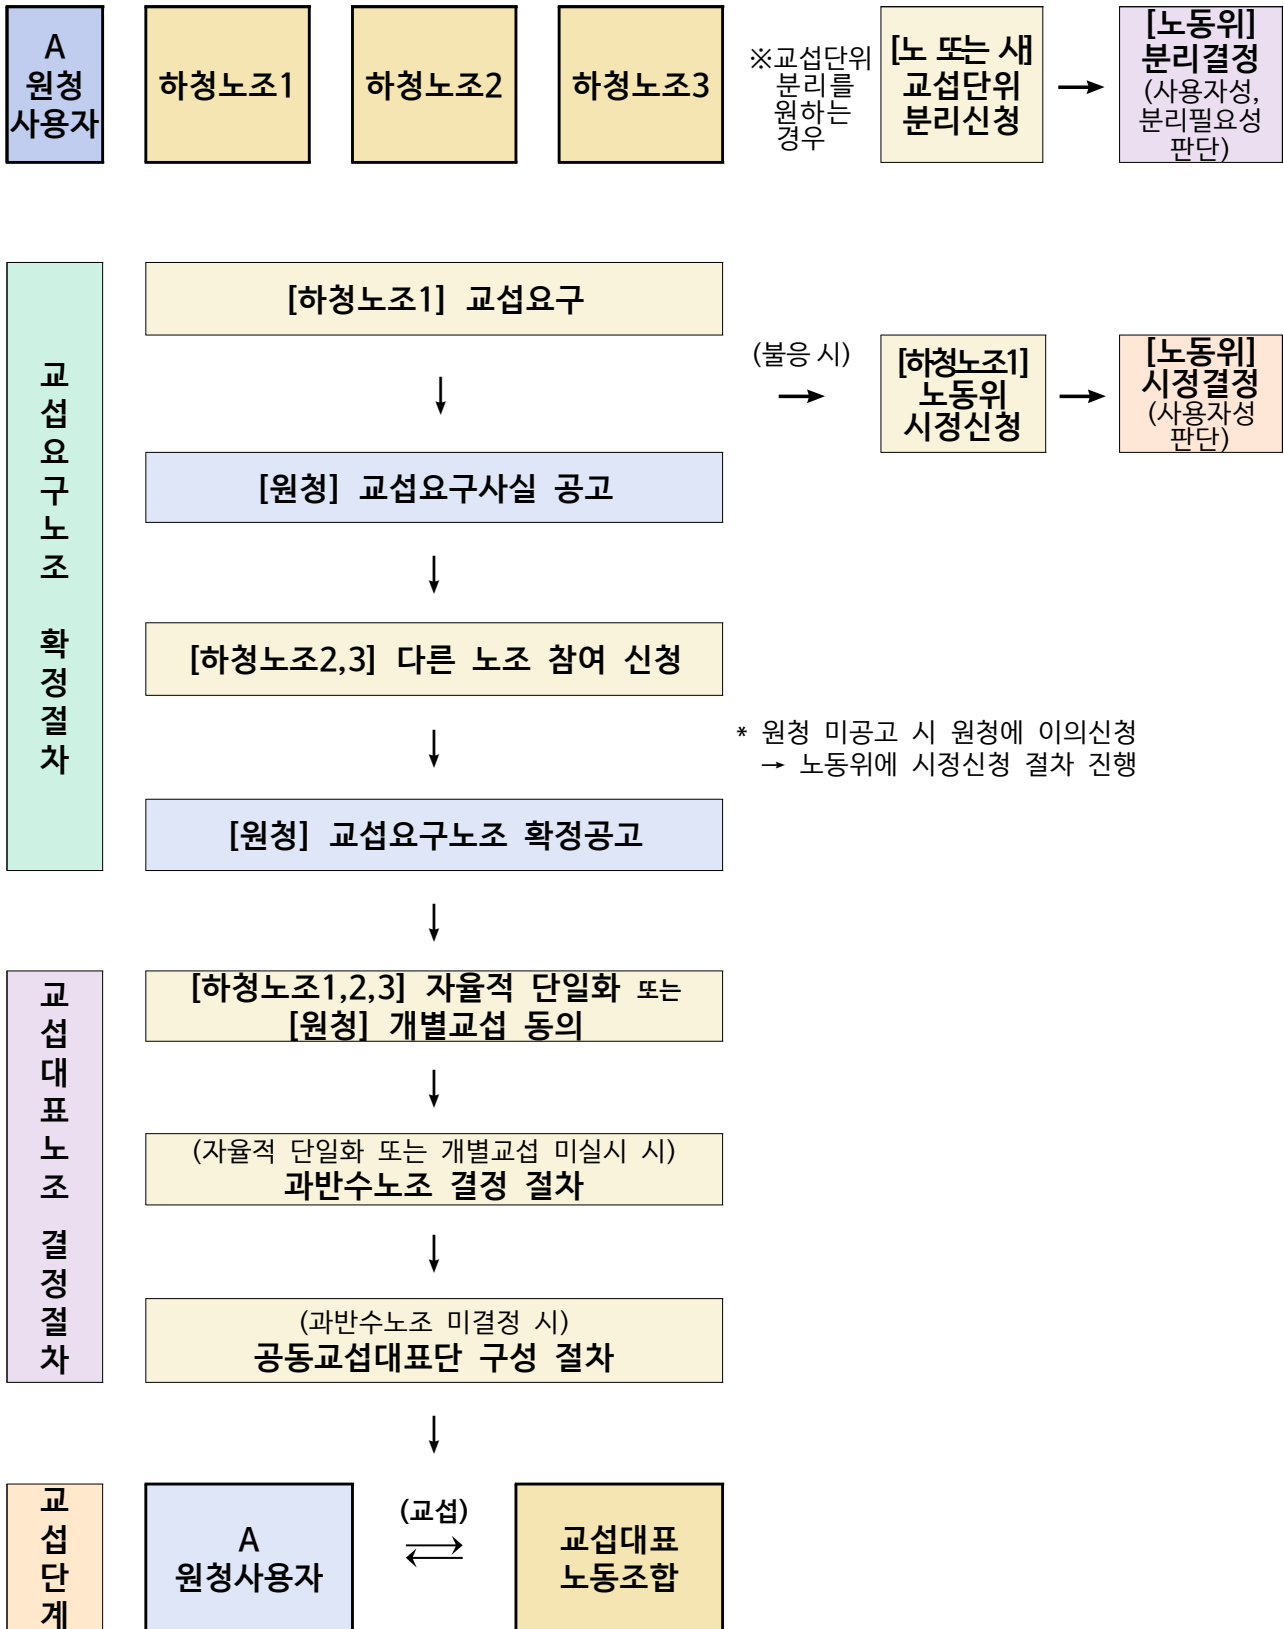 A
원청
사용자
하청노조1
하청노조2
하청노조3
※교섭단위
분리를
원하는
경우
[노 또는 사]
교섭단위
분리신청
[노동위]
분리결정
(사용자성,
분리필요성
판단)
교섭요구노조 확정절차
[하청노조1] 교섭요구
(불응 시)
[하청노조1]
노동위
시정신청
[노동위]
시정결정
(사용자성
판단)
[원청] 교섭요구사실 공고
[하청노조2,3] 다른 노조 참여 신청
* 원청 미공고 시 원청에 이의신청
→ 노동위에 시정신청 절차 진행
[원청] 교섭요구노조 확정공고
교섭대표노조 결정절차
[하청노조1,2,3] 자율적 단일화 또는
[원청] 개별교섭 동의
(자율적 단일화 또는 개별교섭 미실시 시)
과반수노조 결정 절차
(과반수노조 미결정 시)
공동교섭대표단 구성 절차
교섭단계
A
원청사용자
(교섭)
교섭대표
노동조합